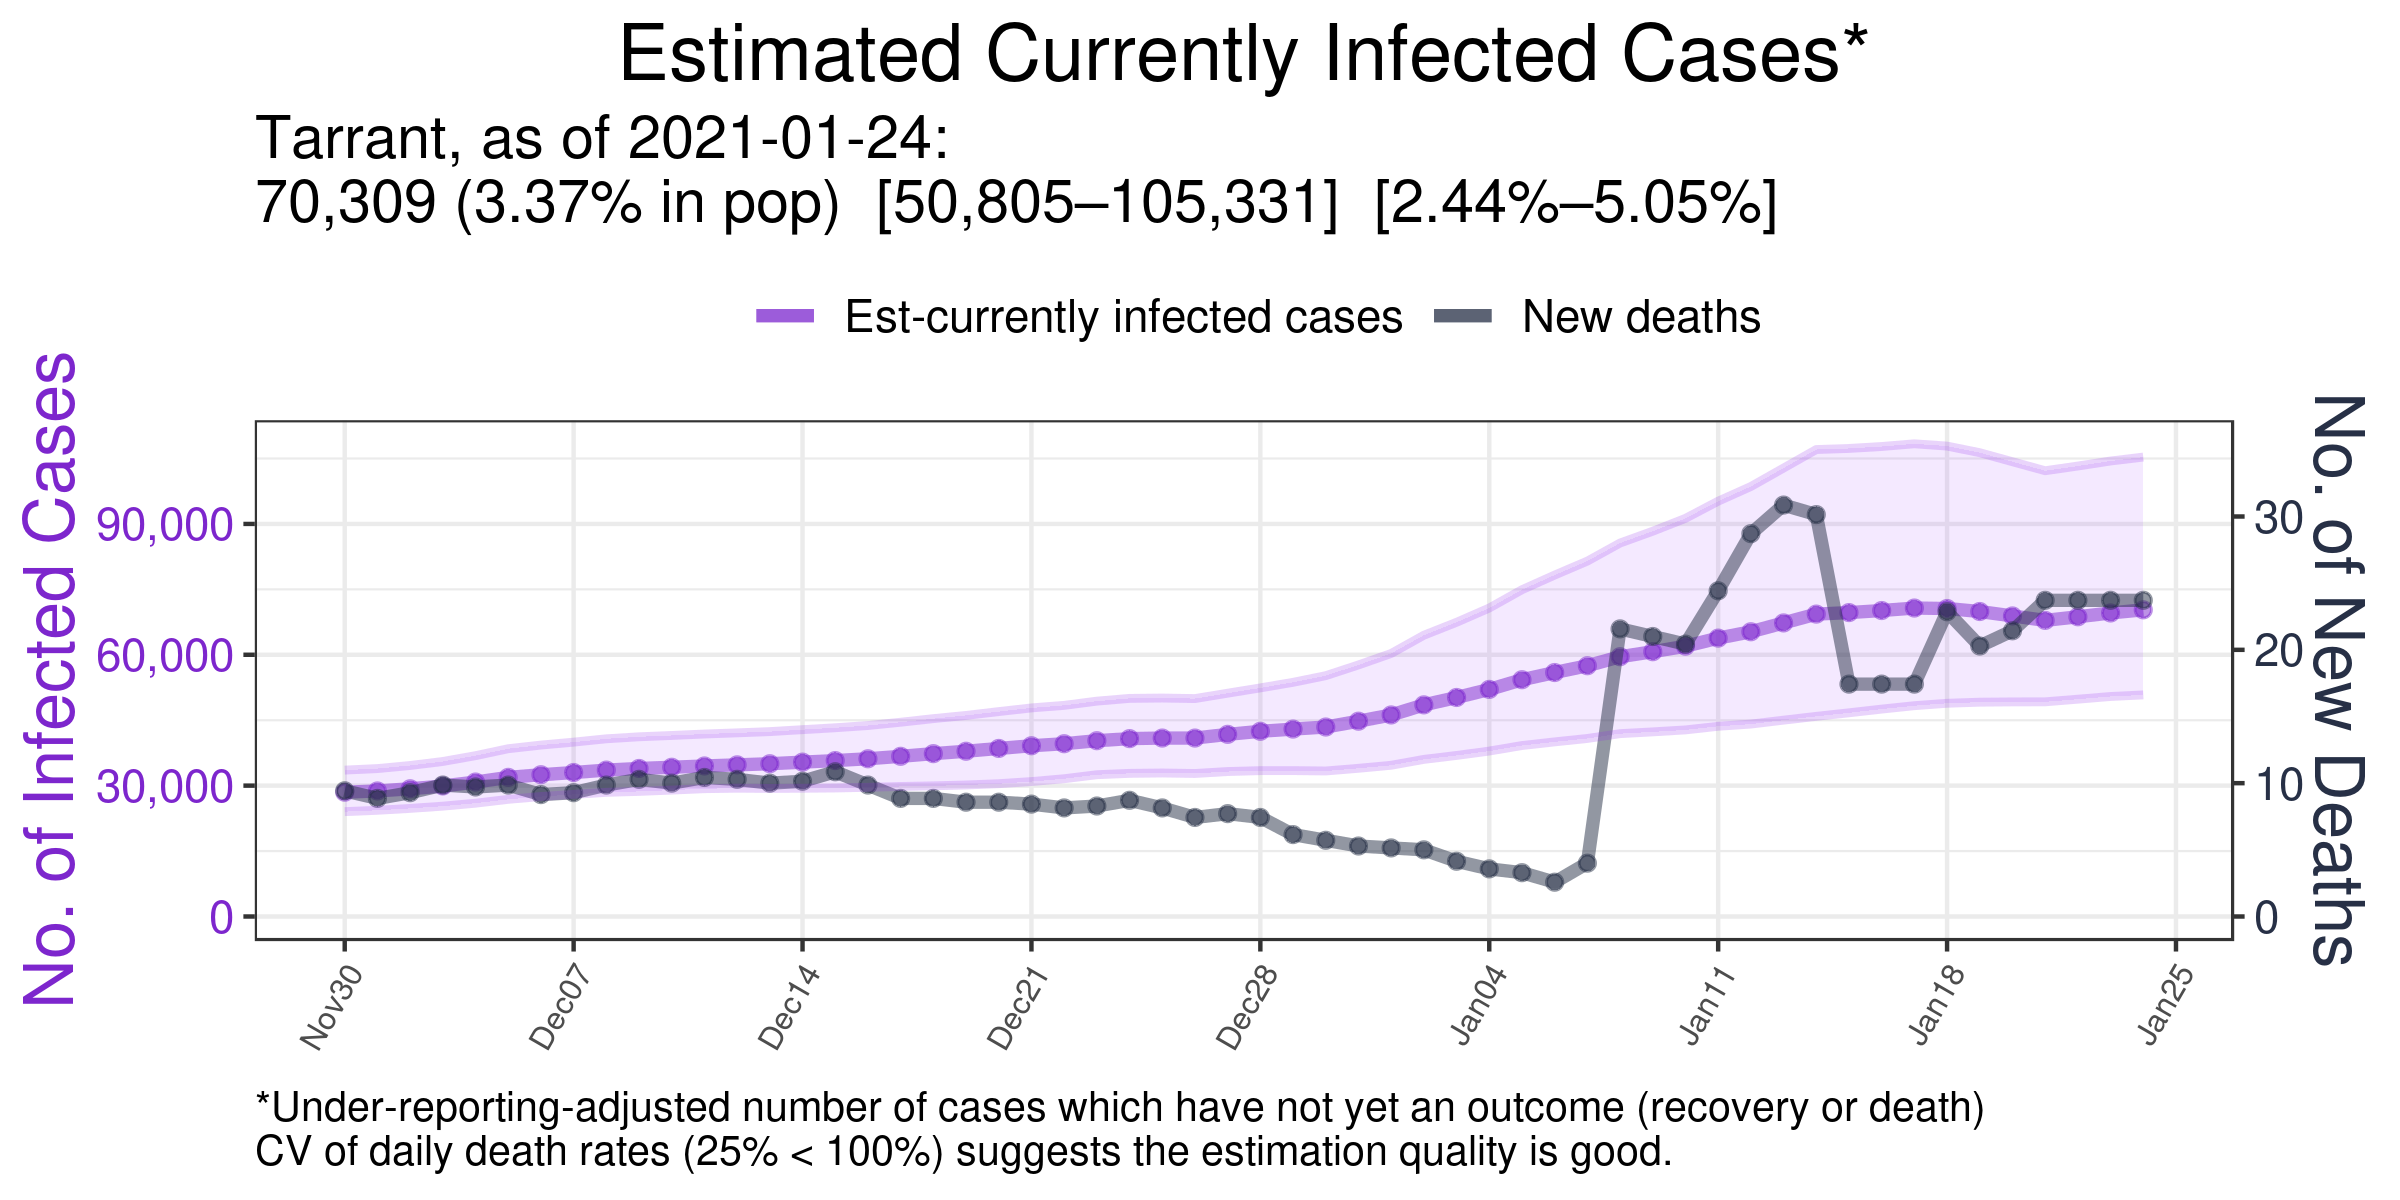 Estimated Currently Infected Cases*
Tarrant, as of 2021-01-24:
70,309 (3.37% in pop)  [50,805–105,331]  [2.44%–5.05%]
Est-currently infected cases
New deaths
No. of Infected Cases
90,000
60,000
30,000
0
No. of New Deaths
30
20
10
0
Nov30
Dec07
Dec14
Dec21
Dec28
Jan04
Jan11
Jan18
Jan25
*Under-reporting-adjusted number of cases which have not yet an outcome (recovery or death)
CV of daily death rates (25% < 100%) suggests the estimation quality is good.